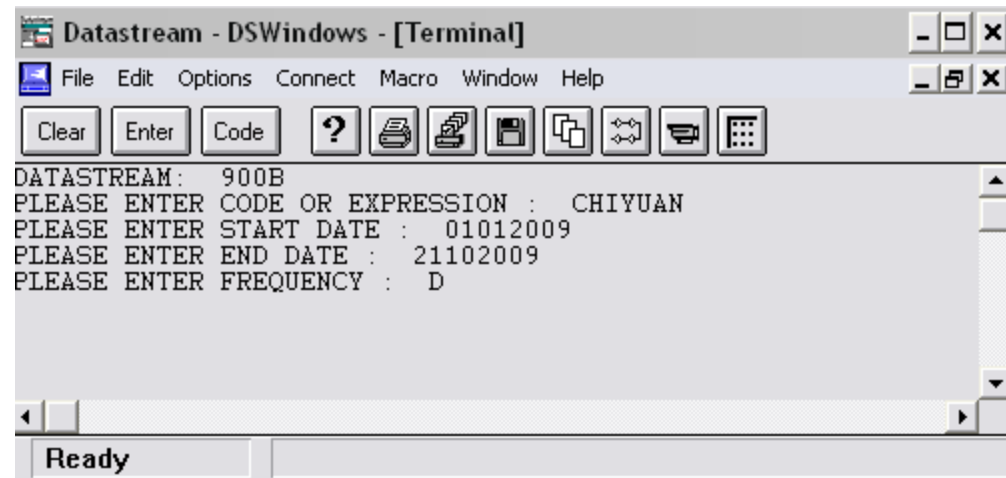 Datastream - DSWindows - [Terminal]
File Edit Options Connect Macro Window Help
Clear Enter Code ?
DATASTREAM: 900B
PLEASE ENTER CODE OR EXPRESSION : CHIYUAN
PLEASE ENTER START DATE : 01012009
PLEASE ENTER END DATE : 21102009
PLEASE ENTER FREQUENCY : D
Ready